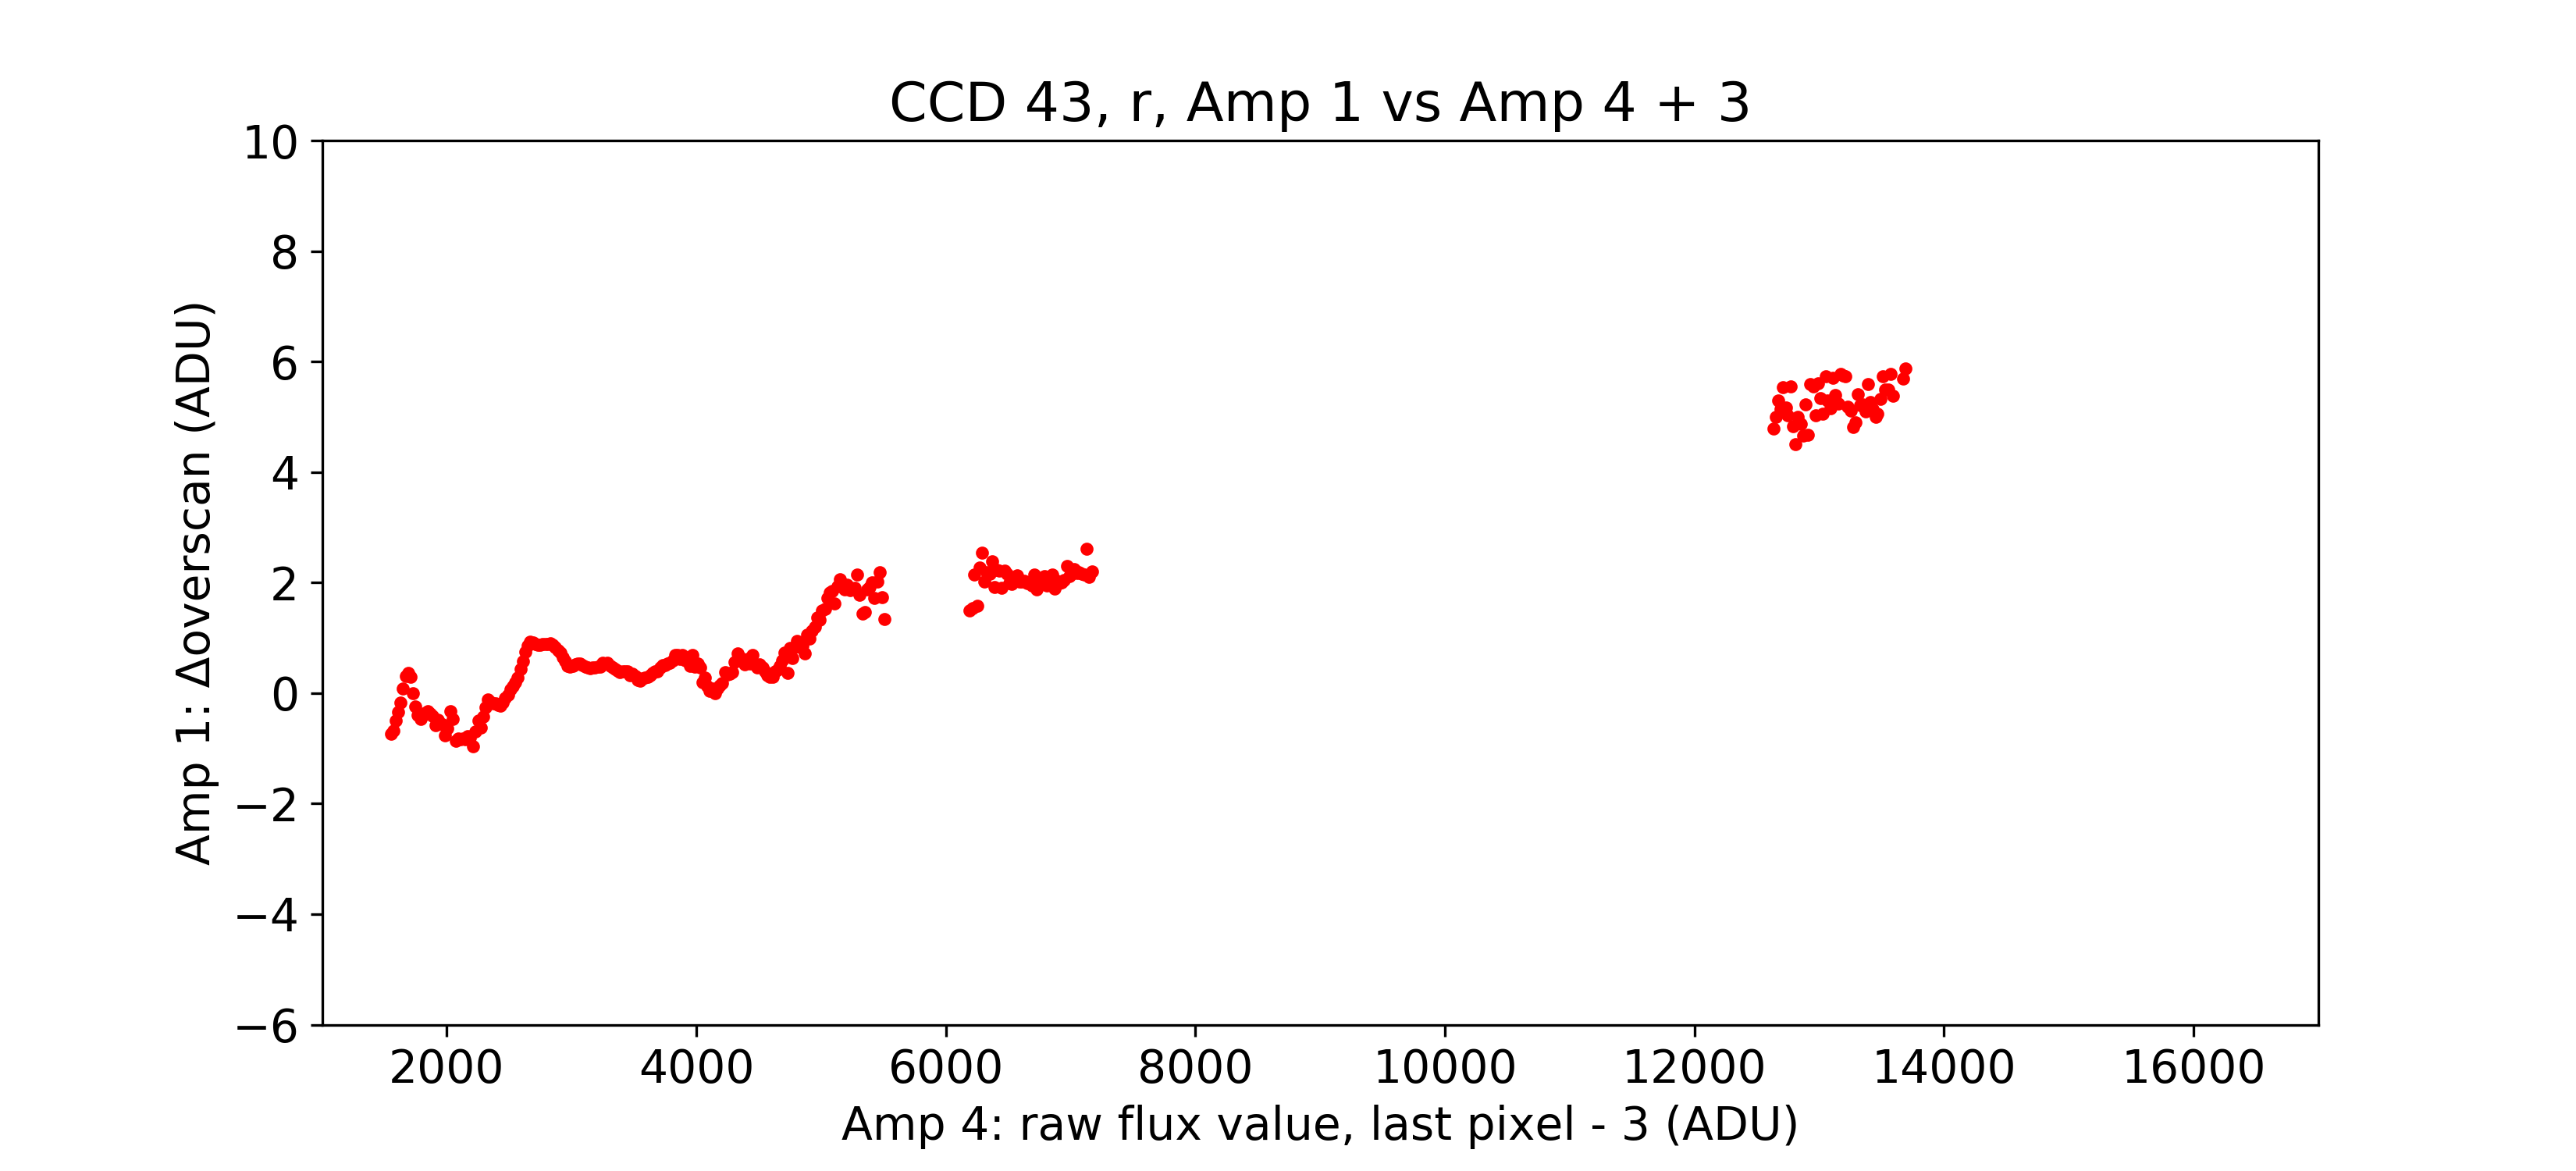 CCD 43, r, Amp 1 vs Amp 4 + 3
10
8
6
4
2
0
−2
−4
−6
Amp 1: Δoverscan (ADU)
2000 4000 6000 8000 10000 12000 14000 16000
Amp 4: raw flux value, last pixel - 3 (ADU)